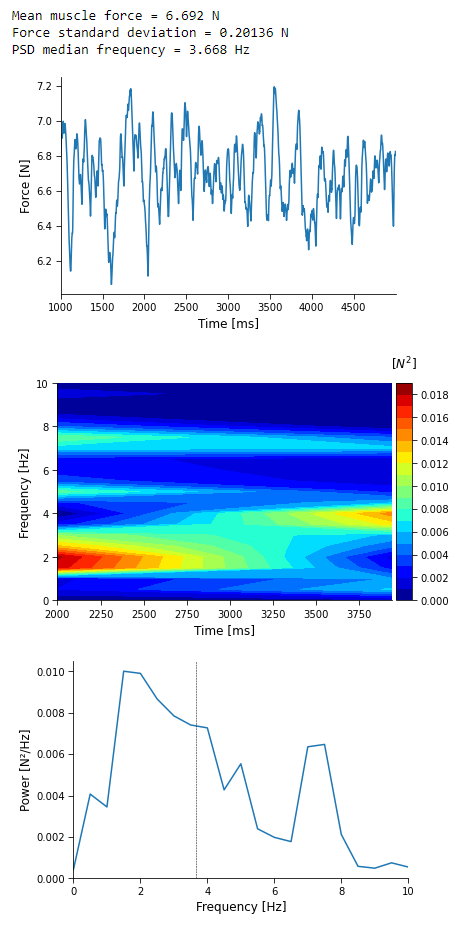 Mean muscle force = 6.692 N
Force standard deviation = 0.20136 N
PSD median frequency = 3.668 Hz
7.2
7.0
6.8
6.6
6.4
6.2
Force [N]
1000 1500 2000 2500 3000 3500 4000 4500
Time [ms]
[N²]
10
8
6
4
2
0
Frequency [Hz]
2000 2250 2500 2750 3000 3250 3500 3750
Time [ms]
0.018
0.016
0.014
0.012
0.010
0.008
0.006
0.004
0.002
0.000
0.010
0.008
0.006
0.004
0.002
0.000
Power [N²/Hz]
0 2 4 6 8 10
Frequency [Hz]